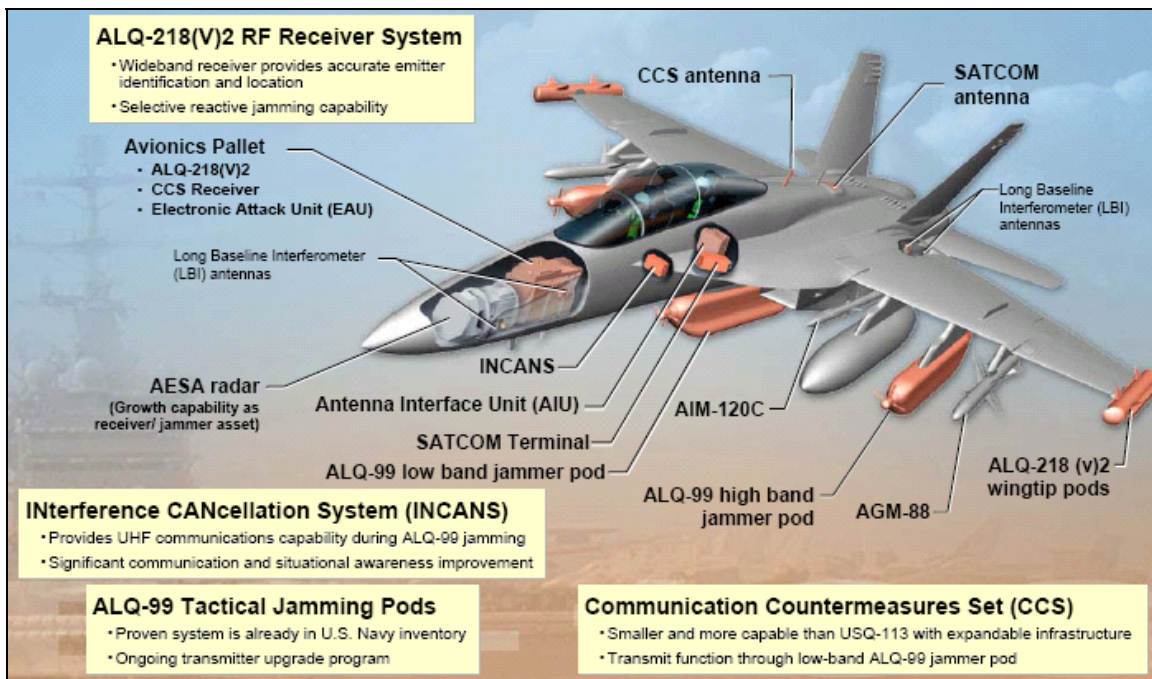 ALQ-218(V)2 RF Receiver System
• Wideband receiver provides accurate emitter
identification and location
• Selective reactive jamming capability
CCS antenna
SATCOM
antenna
Avionics Pallet
• ALQ-218(V)2
• CCS Receiver
• Electronic Attack Unit (EAU)
Long Baseline
Interferometer (LBI)
antennas
Long Baseline Interferometer
(LBI) antennas
AESA radar
(Growth capability as
receiver/ jammer asset)
INCANS
Antenna Interface Unit (AIU)
SATCOM Terminal
ALQ-99 low band jammer pod
AIM-120C
ALQ-99 high band
jammer pod
AGM-88
ALQ-218 (v)2
wingtip pods
INterference CANcellation System (INCANS)
• Provides UHF communications capability during ALQ-99 jamming
• Significant communication and situational awareness improvement
ALQ-99 Tactical Jamming Pods
• Proven system is already in U.S. Navy inventory
• Ongoing transmitter upgrade program
Communication Countermeasures Set (CCS)
• Smaller and more capable than USQ-113 with expandable infrastructure
• Transmit function through low-band ALQ-99 jammer pod